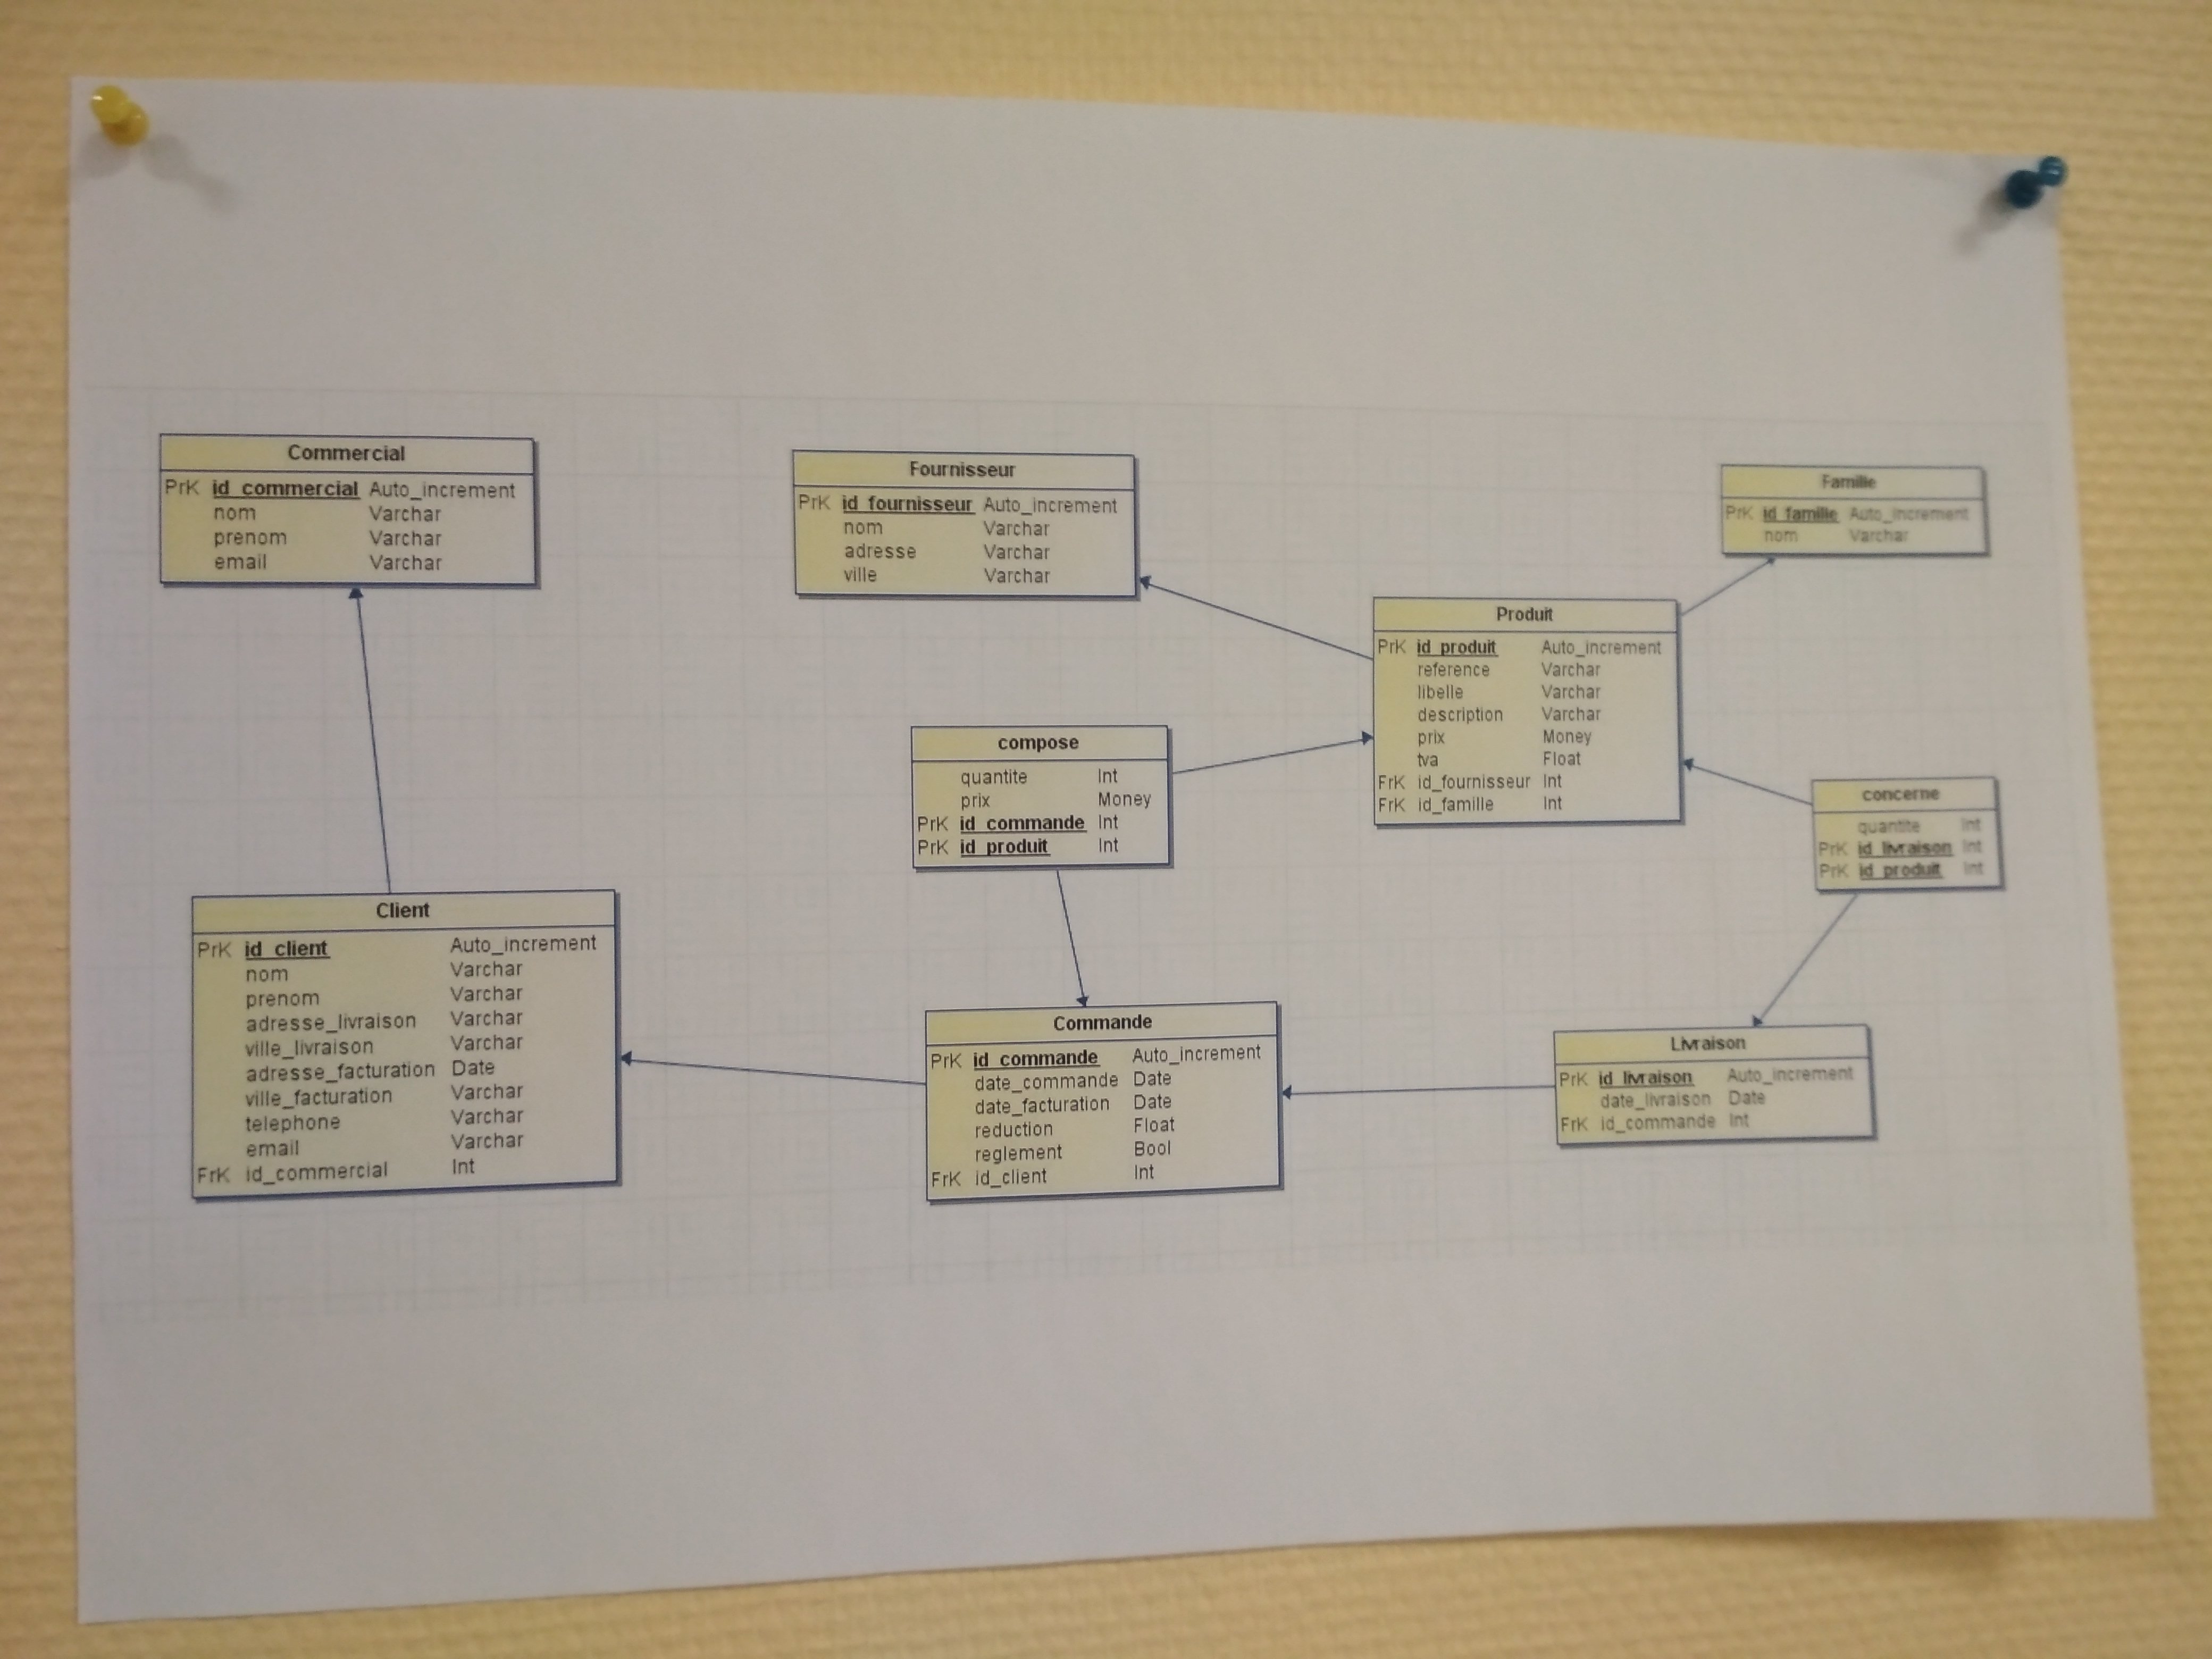 Commercial
PrK id_commercial Auto_increment
nom Varchar
prenom Varchar
email Varchar
Fournisseur
PrK id_fournisseur Auto_increment
nom Varchar
adresse Varchar
ville Varchar
Famille
PrK id_famille Auto_increment
nom Varchar
Produit
PrK id_produit Auto_increment
reference Varchar
libelle Varchar
description Varchar
prix Money
tva Float
FrK id_fournisseur Int
FrK id_famille Int
compose
quantite Int
prix Money
PrK id_commande Int
PrK id_produit Int
concerne
quantite Int
PrK id_livraison Int
PrK id_produit Int
Client
PrK id_client Auto_increment
nom Varchar
prenom Varchar
adresse_livraison Varchar
ville_livraison Varchar
adresse_facturation Date
ville_facturation Varchar
telephone Varchar
email Varchar
FrK id_commercial Int
Commande
PrK id_commande Auto_increment
date_commande Date
date_facturation Date
reduction Float
reglement Bool
FrK id_client Int
Livraison
PrK id_livraison Auto_increment
date_livraison Date
FrK id_commande Int